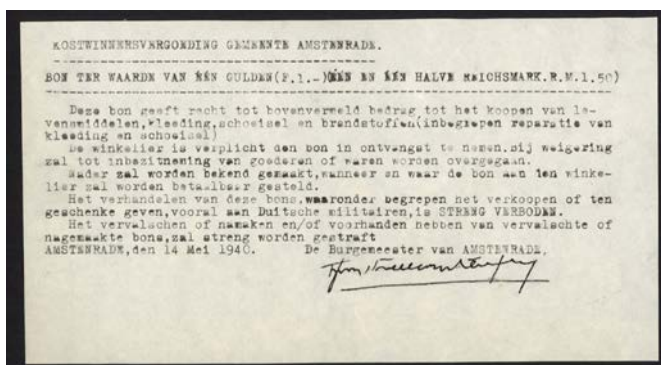 KOSTWINNERSVERGOEDING GEMEENTE AMSTENRADE.
BON TER WAARDE VAN ÉÉN GULDEN(F.1.-)(ÉÉN EN ÉÉN HALVE REICHSMARK.R.M.1.50)
Deze bon geeft recht tot bovenvermeld bedrag tot het koopen van le-
vensmiddelen,kleeding,schoeisel en brandstoffen(inbegrepen reparatie van
kleeding en schoeisel)
De winkelier is verplicht den bon in ontvangst te nemen.Bij weigering
zal tot inbezitneming van goederen of waren worden overgegaan.
Nader zal worden bekend gemaakt,wanneer en waar de bon aan den winke-
lier zal worden betaalbaar gesteld.
Het verhandelen van deze bons,waaronder begrepen het verkoopen of ten
geschenke geven,vooral aan Duitsche militairen,is STRENG VERBODEN.
Het vervalschen of namaken en/of voorhanden hebben van vervalschte of
nagemaakte bons,zal streng worden gestraft
AMSTENRADE,den 14 Mei 1940. De Burgemeester van AMSTENRADE,